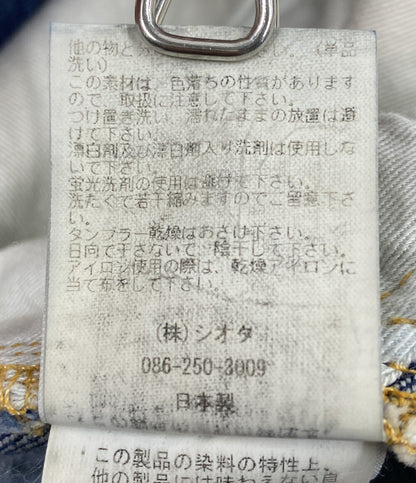 他の物と
い。(単品
洗い)
この素材は、色落ちの性質があります
ので 取扱に注意して下さい。
つけ置き洗い、濡れたままの放置は避
けて下さい。
漂白剤及び漂白剤入り洗剤は使用しな
いで下さい。
蛍光洗剤の使用は避けて下さい。
洗たくで若干縮みますのでご留意下さ
い。
タンブラー乾燥はおさけ下さい。
日向で干さないで、陰干しして下さい。
アイロン使用の際は、乾燥アイロンに
当て布をして下さい。
(株)シオタ
086-250-3009
日本製
この製品の染料の特性上、
他の製品には味わえない